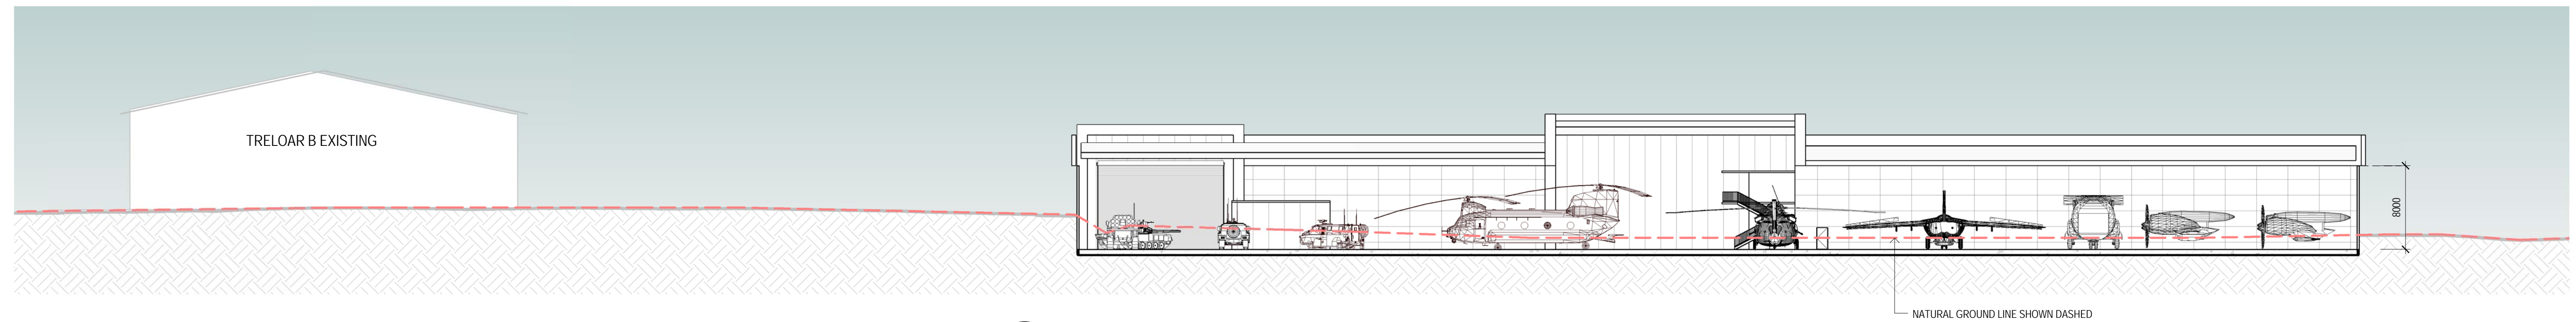 TRELOAR B EXISTING
8000
NATURAL GROUND LINE SHOWN DASHED